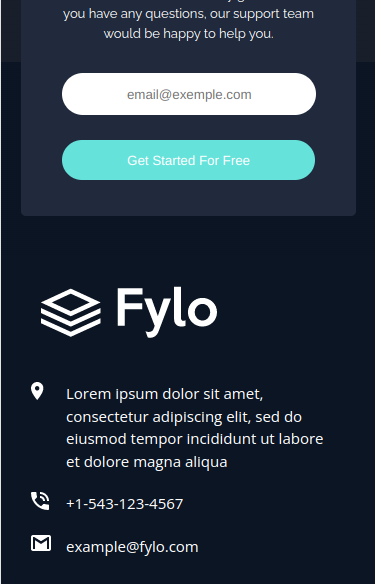 you have any questions, our support team
would be happy to help you.
email@exemple.com
Get Started For Free
Fylo
Lorem ipsum dolor sit amet,
consectetur adipiscing elit, sed do
eiusmod tempor incididunt ut labore
et dolore magna aliqua
+1-543-123-4567
example@fylo.com